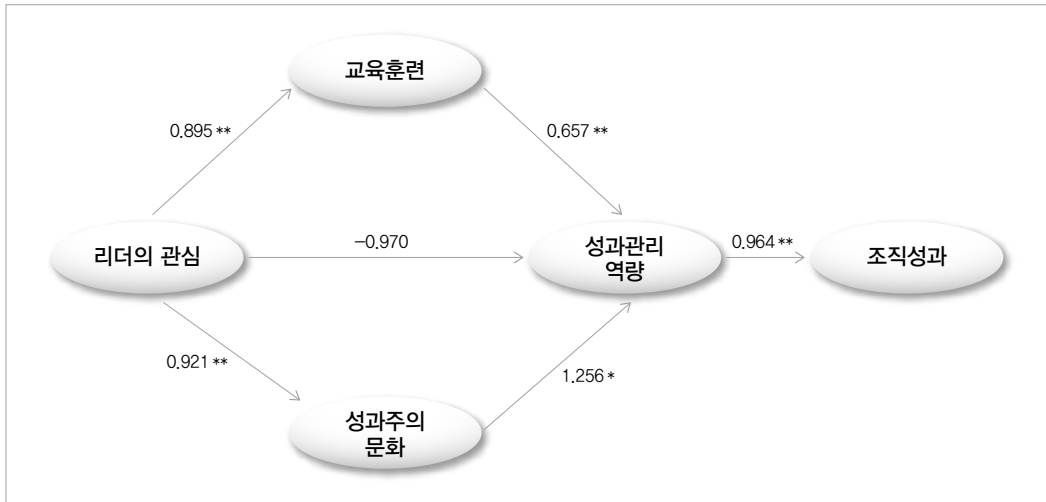 교육훈련
0.895 **
0.657 **
리더의 관심
-0.970
성과관리
역량
0.964 **
조직성과
0.921 **
1.256 *
성과주의
문화